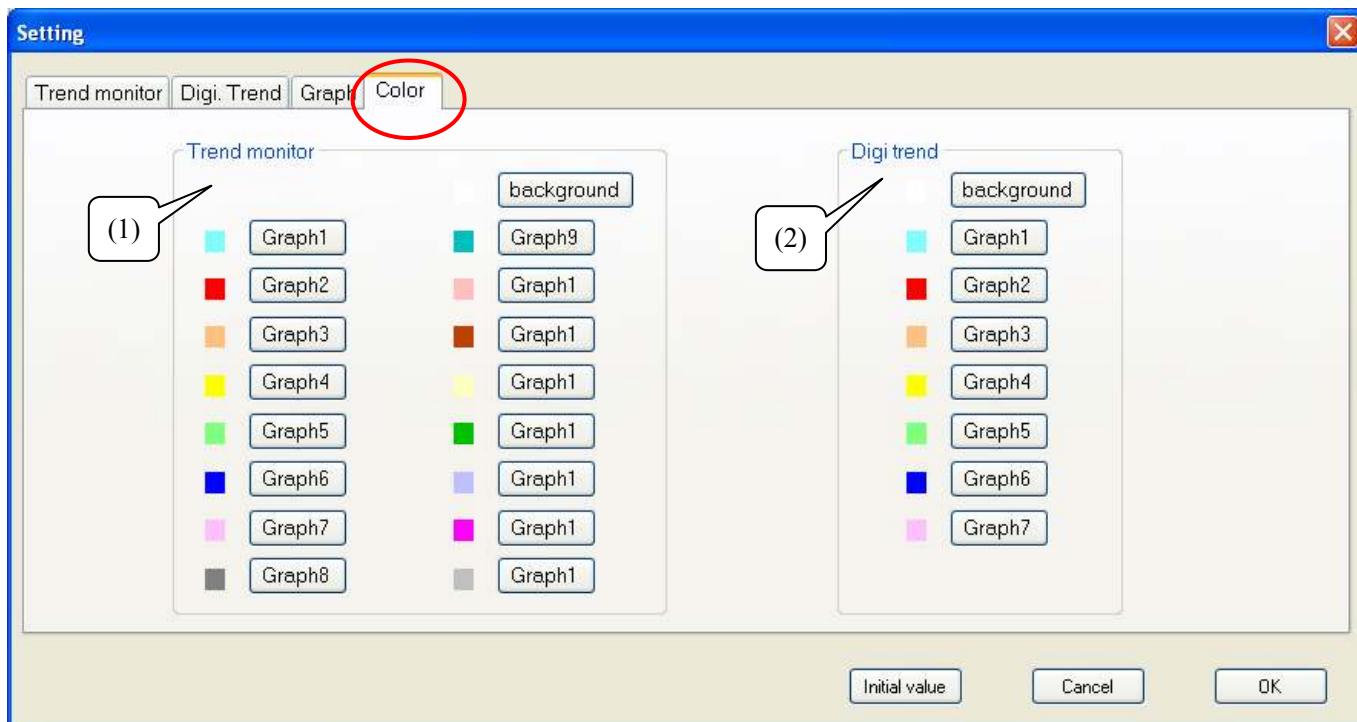 Setting
Trend monitor Digi. Trend Graph Color
Trend monitor Digi trend
background background
(1) Graph1 Graph9 (2) Graph1
Graph2 Graph1 Graph2
Graph3 Graph1 Graph3
Graph4 Graph1 Graph4
Graph5 Graph1 Graph5
Graph6 Graph1 Graph6
Graph7 Graph1 Graph7
Graph8 Graph1
Initial value Cancel OK